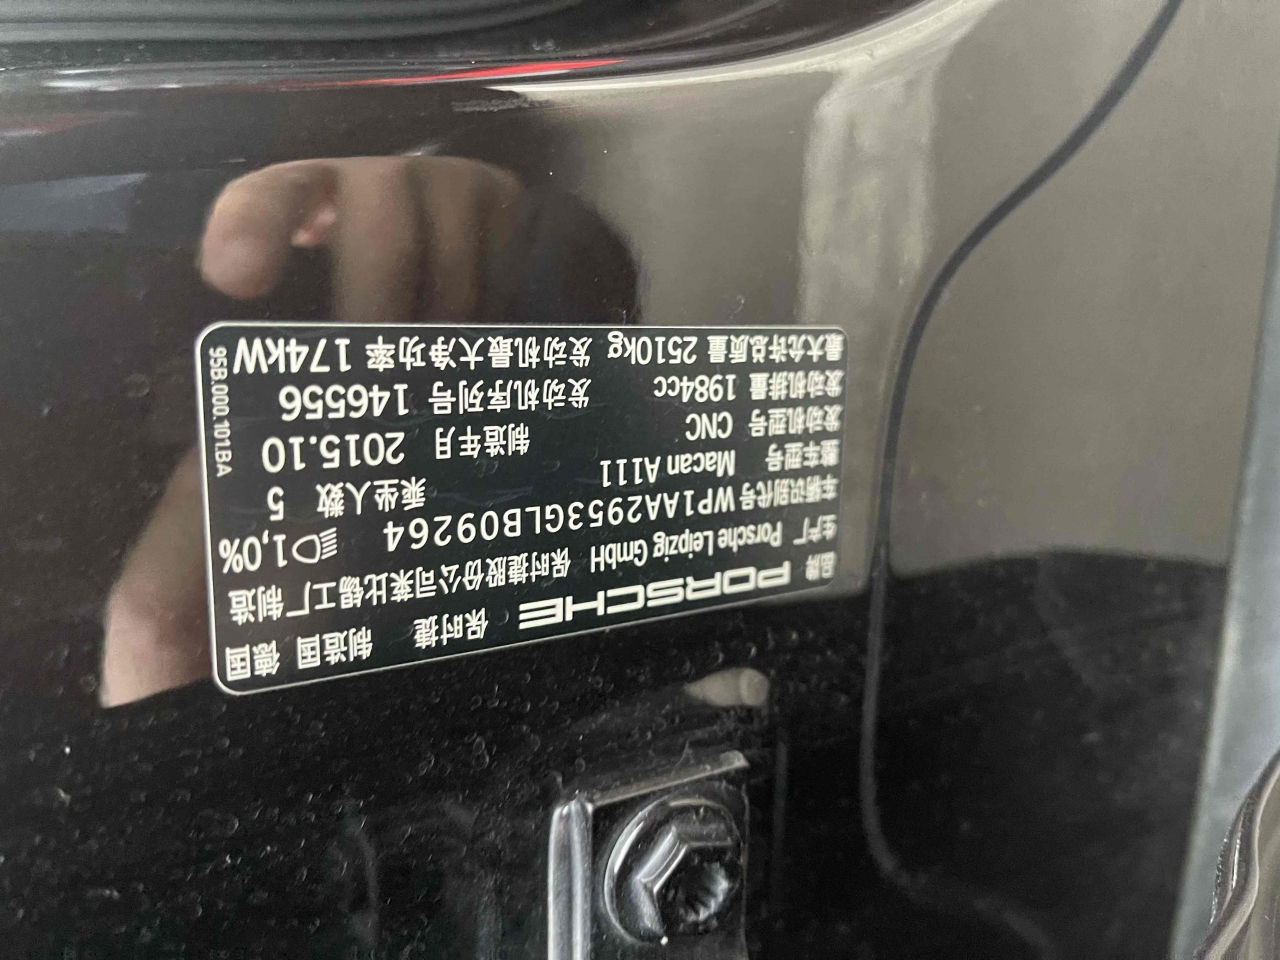 品牌 PORSCHE 保时捷 制造国 德国
生产厂 Porsche Leipzig GmbH 保时捷股份公司莱比锡工厂制造
车辆识别代号 WP1AA2953GLB09264 1,0%
整车型号 Macan A111 乘坐人数 5
发动机型号 CNC 制造年月 2015.10
发动机排量 1984cc 发动机序列号 146556
最大允许总质量 2510kg 发动机最大净功率 174kW
95B.000.101.BA